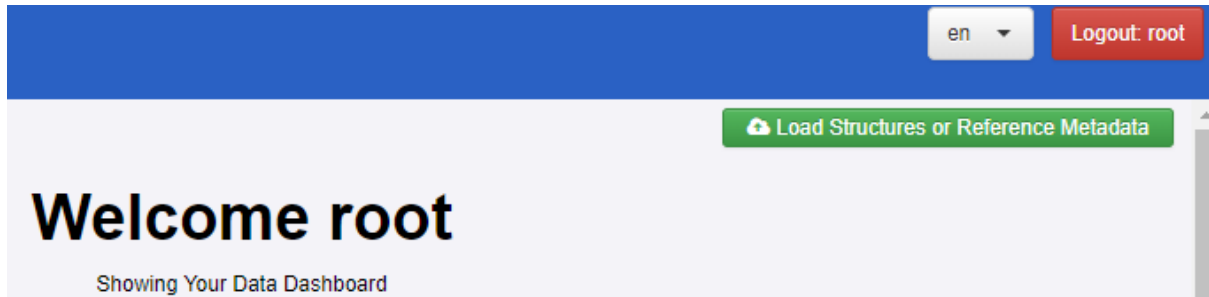 en
Logout: root
Load Structures or Reference Metadata
Welcome root
Showing Your Data Dashboard